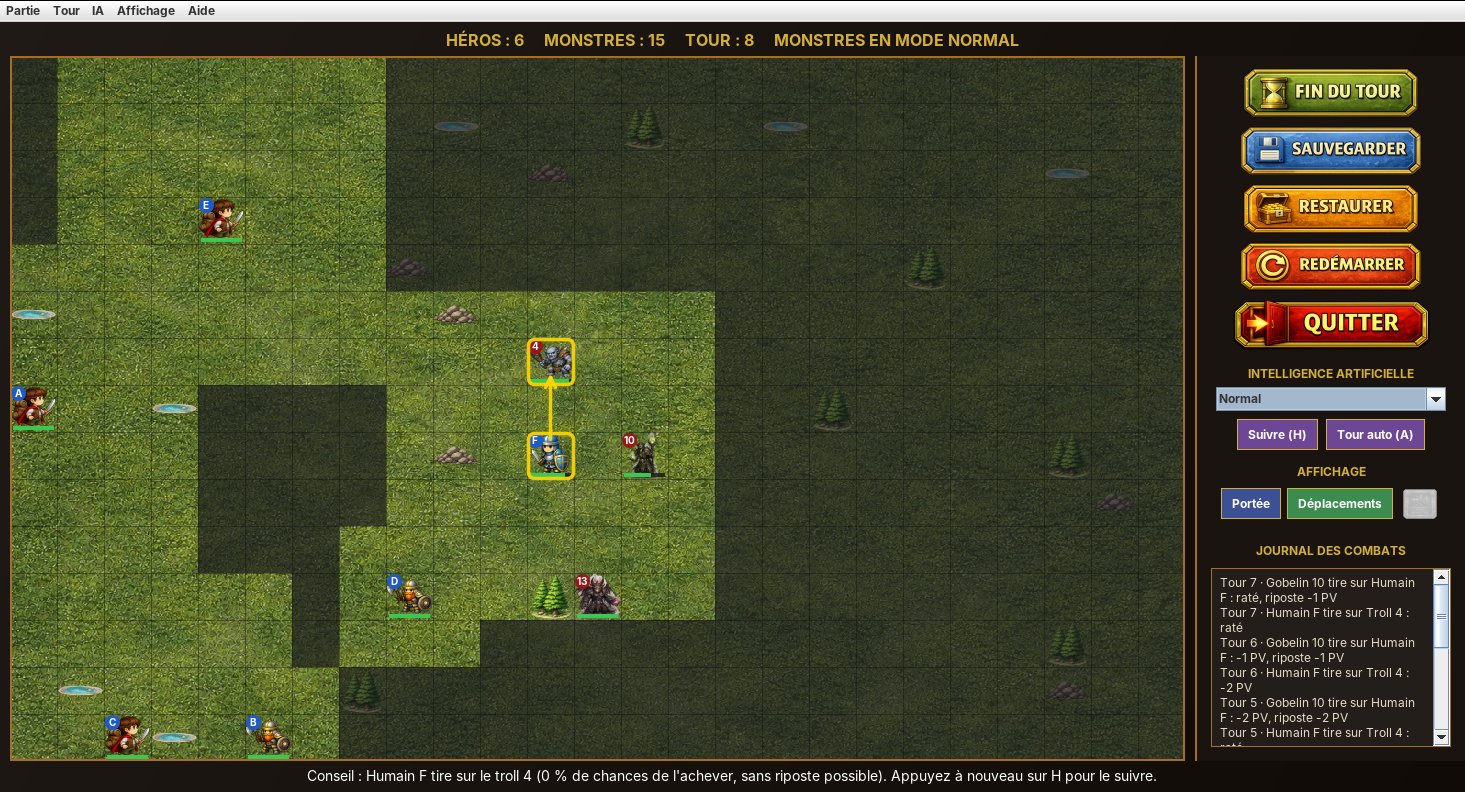 Partie Tour IA Affichage Aide
HÉROS : 6 MONSTRES : 15 TOUR : 8 MONSTRES EN MODE NORMAL
FIN DU TOUR
SAUVEGARDER
RESTAURER
REDÉMARRER
QUITTER
INTELLIGENCE ARTIFICIELLE
Normal
Suivre (H) Tour auto (A)
AFFICHAGE
Portée Déplacements
JOURNAL DES COMBATS
Tour 7 · Gobelin 10 tire sur Humain
F : raté, riposte -1 PV
Tour 7 · Humain F tire sur Troll 4 :
raté
Tour 6 · Gobelin 10 tire sur Humain
F : -1 PV, riposte -1 PV
Tour 6 · Humain F tire sur Troll 4 :
-2 PV
Tour 5 · Gobelin 10 tire sur Humain
F : -2 PV, riposte -2 PV
Tour 5 · Humain F tire sur Troll 4 :
raté
E
4
A
F
10
D
13
C
B
Conseil : Humain F tire sur le troll 4 (0 % de chances de l'achever, sans riposte possible). Appuyez à nouveau sur H pour le suivre.